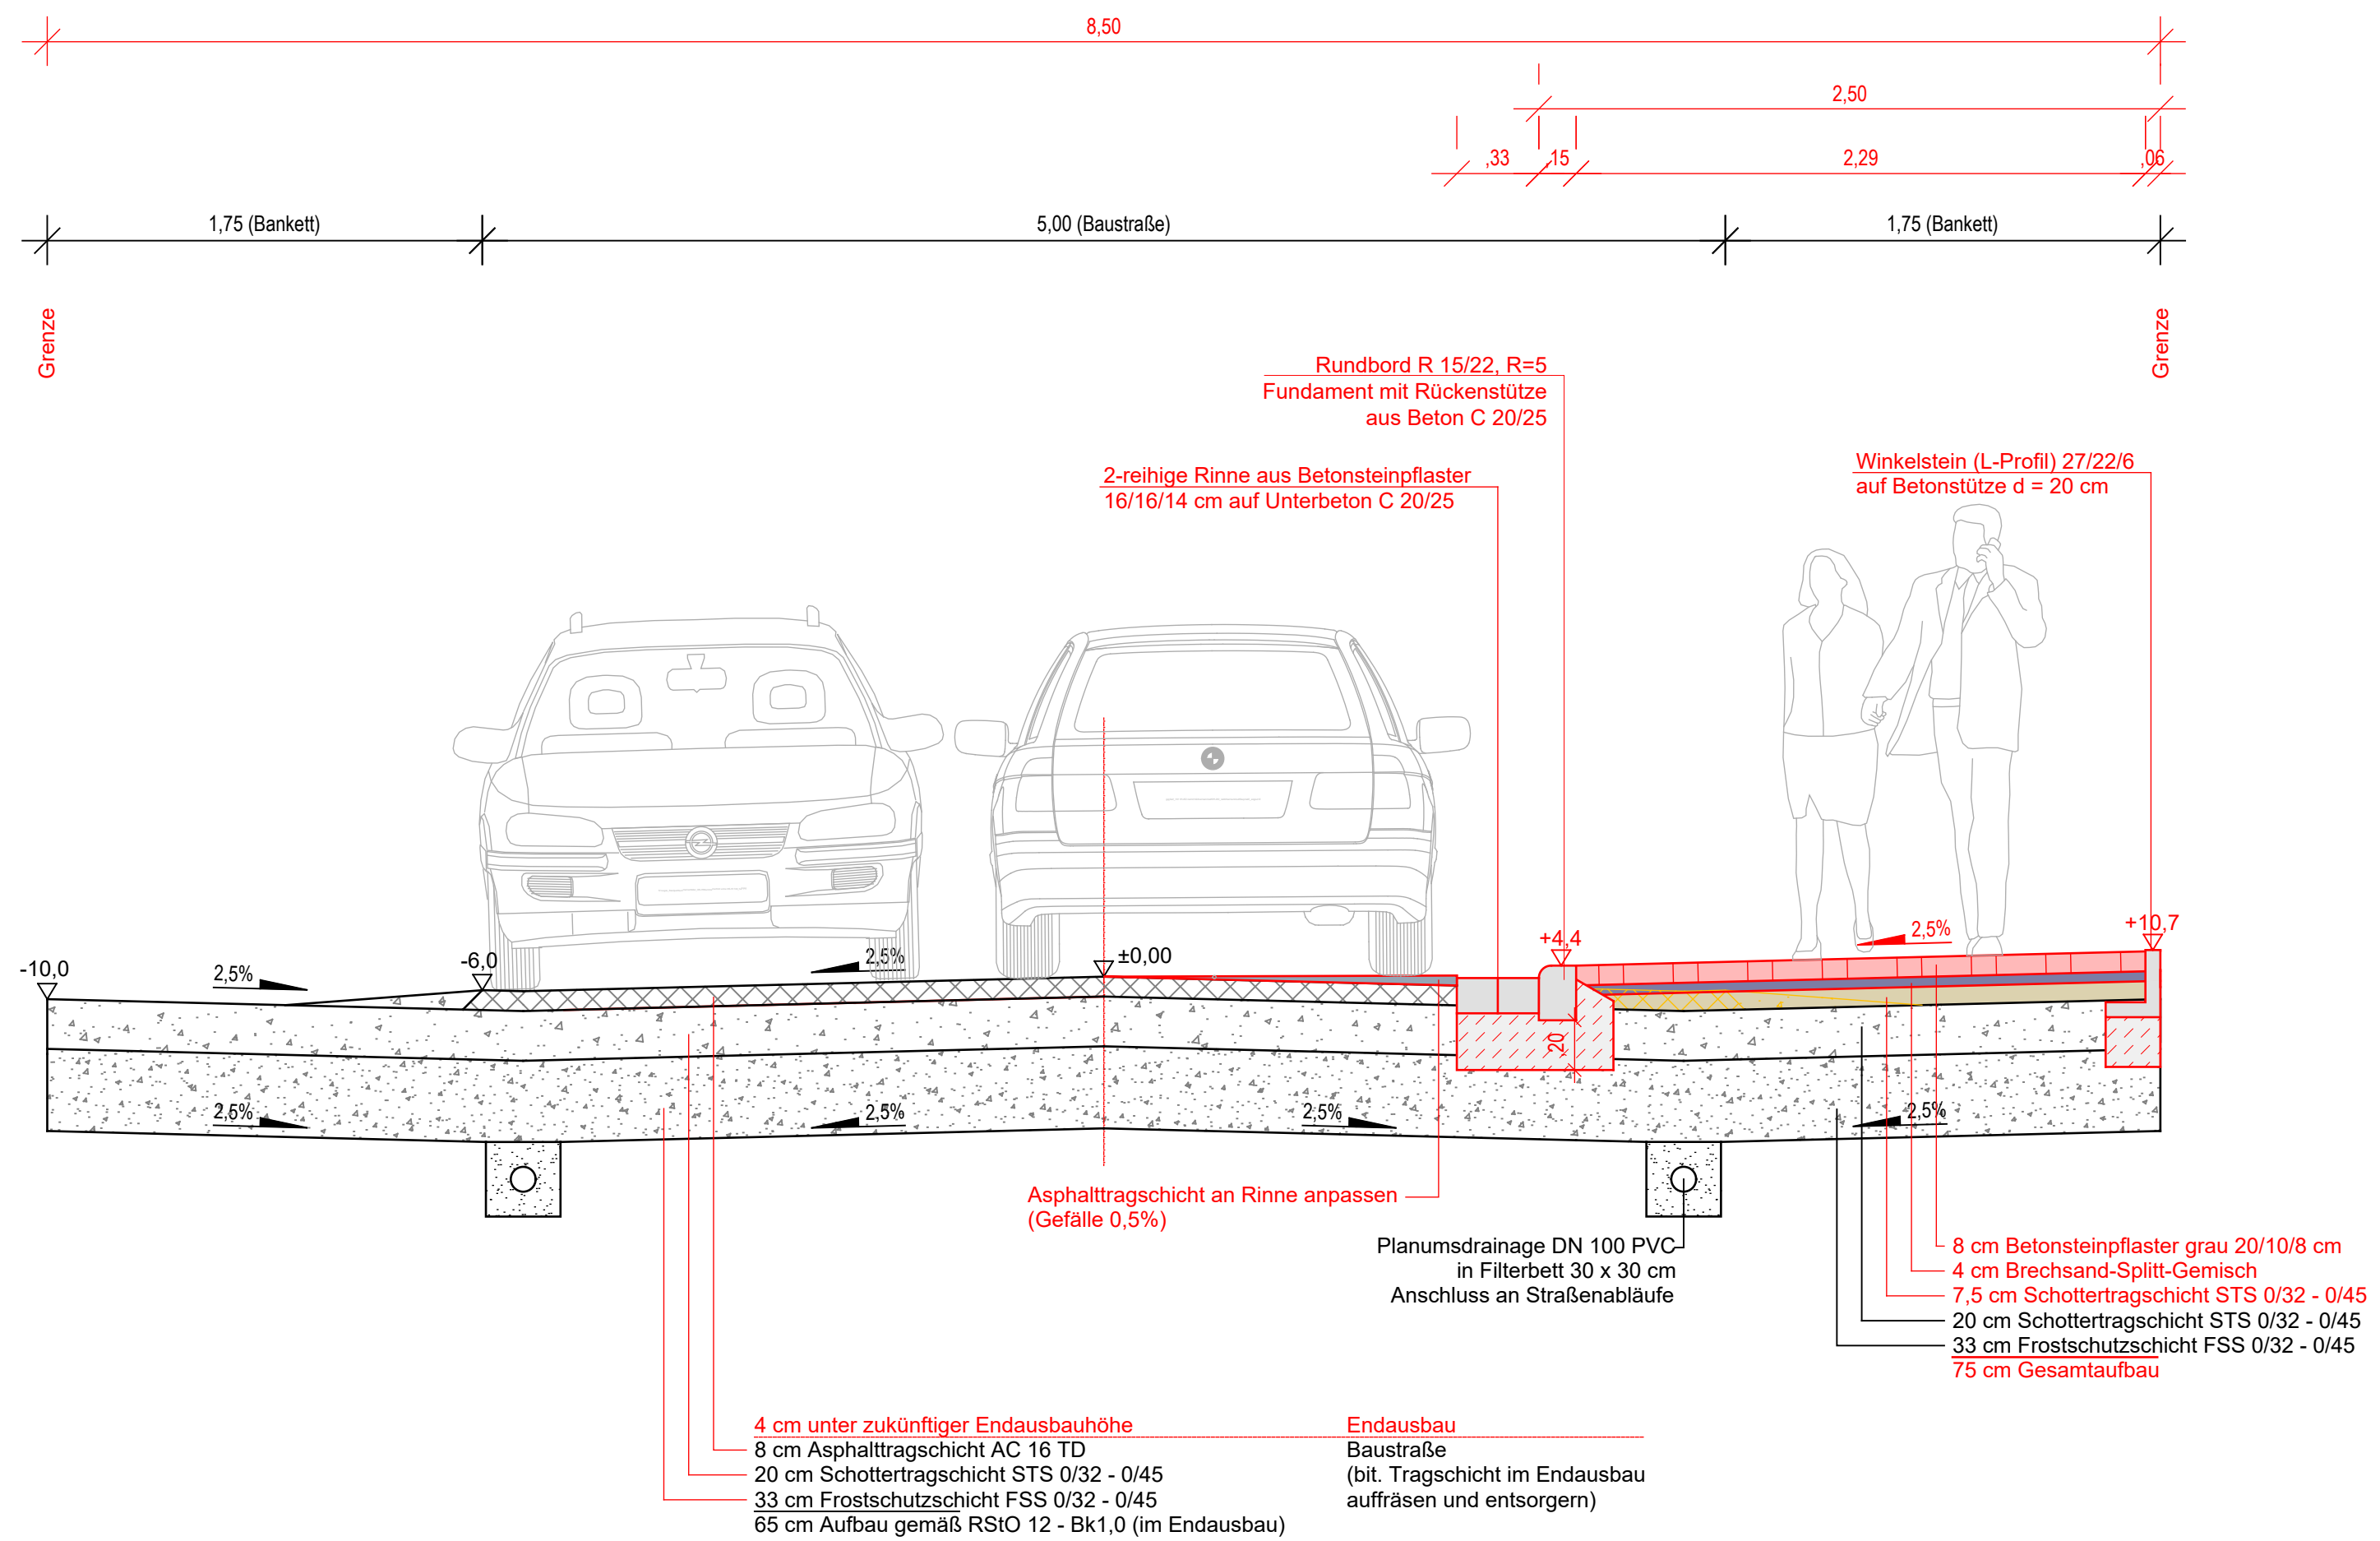 8,50
2,50
,33
,15
2,29
,06
1,75 (Bankett)
5,00 (Baustraße)
1,75 (Bankett)
Grenze
Grenze
Rundbord R 15/22, R=5
Fundament mit Rückenstütze
aus Beton C 20/25
2-reihige Rinne aus Betonsteinpflaster
16/16/14 cm auf Unterbeton C 20/25
Winkelstein (L-Profil) 27/22/6
auf Betonstütze d = 20 cm
-10,0
2,5%
-6,0
2,5%
±0,00
+4,4
2,5%
+10,7
20
2,5%
2,5%
2,5%
2,5%
Asphalttragschicht an Rinne anpassen
(Gefälle 0,5%)
Planumsdrainage DN 100 PVC
in Filterbett 30 x 30 cm
Anschluss an Straßenabläufe
8 cm Betonsteinpflaster grau 20/10/8 cm
4 cm Brechsand-Splitt-Gemisch
7,5 cm Schottertragschicht STS 0/32 - 0/45
20 cm Schottertragschicht STS 0/32 - 0/45
33 cm Frostschutzschicht FSS 0/32 - 0/45
75 cm Gesamtaufbau
4 cm unter zukünftiger Endausbauhöhe
8 cm Asphalttragschicht AC 16 TD
20 cm Schottertragschicht STS 0/32 - 0/45
33 cm Frostschutzschicht FSS 0/32 - 0/45
65 cm Aufbau gemäß RStO 12 - Bk1,0 (im Endausbau)
Endausbau
Baustraße
(bit. Tragschicht im Endausbau
auffräsen und entsorgern)